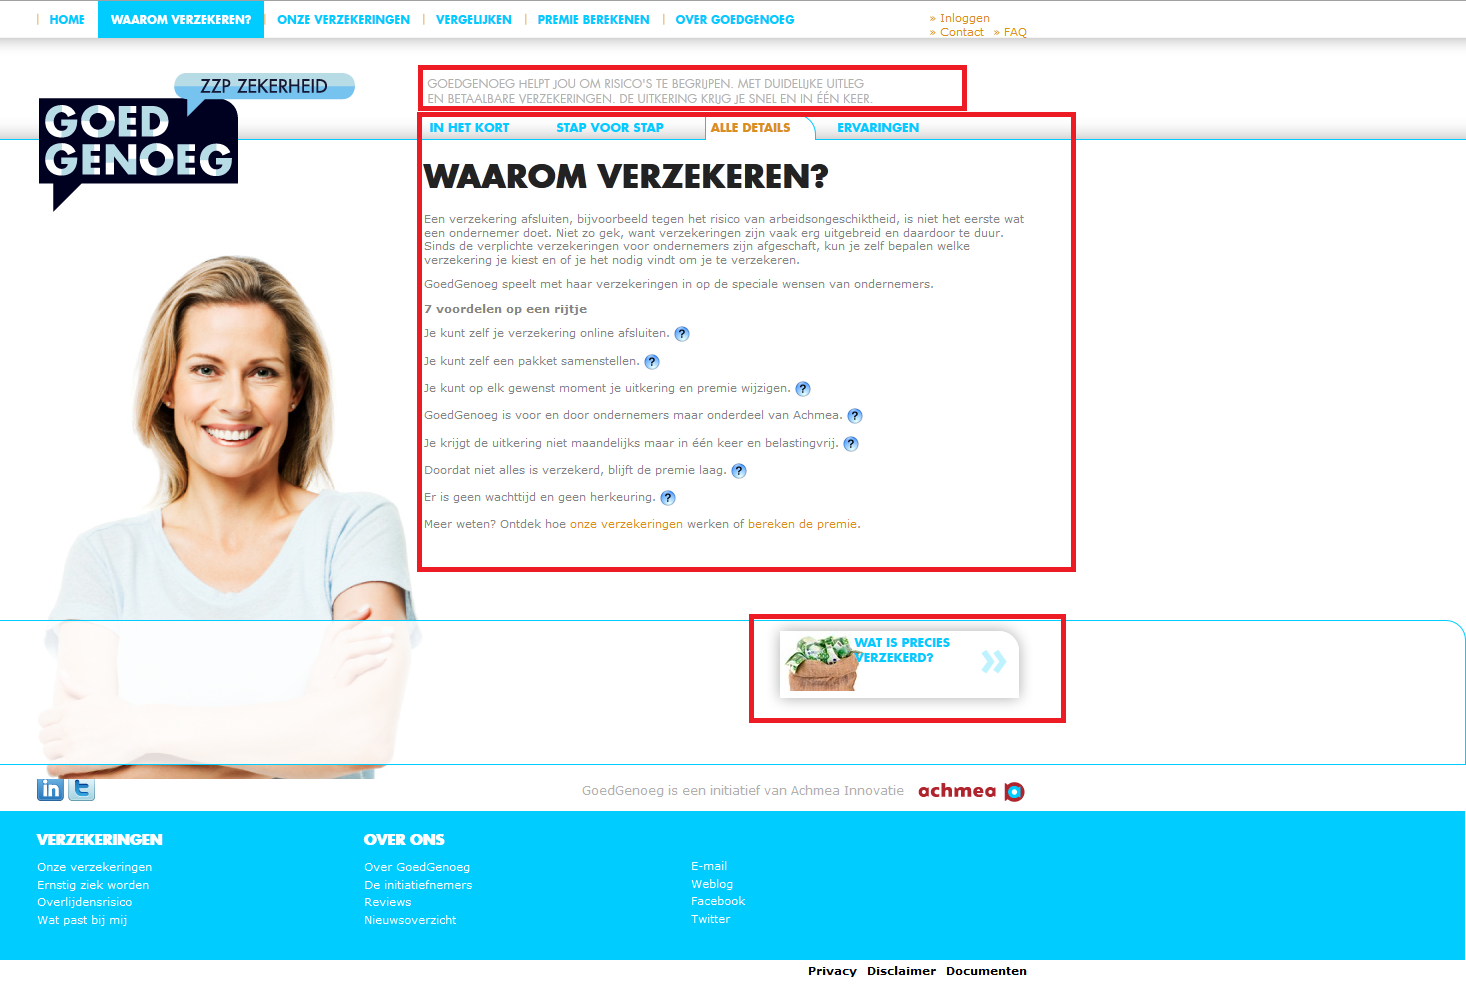 HOME
WAAROM VERZEKEREN?
ONZE VERZEKERINGEN
VERGELIJKEN
PREMIE BEREKENEN
OVER GOEDGENOEG
» Inloggen
» Contact » FAQ
ZZP ZEKERHEID
GOED
GENOEG
GOEDGENOEG HELPT JOU OM RISICO'S TE BEGRIJPEN. MET DUIDELIJKE UITLEG
EN BETAALBARE VERZEKERINGEN. DE UITKERING KRIJG JE SNEL EN IN ÉÉN KEER.
IN HET KORT
STAP VOOR STAP
ALLE DETAILS
ERVARINGEN
WAAROM VERZEKEREN?
Een verzekering afsluiten, bijvoorbeeld tegen het risico van arbeidsongeschiktheid, is niet het eerste wat
een ondernemer doet. Niet zo gek, want verzekeringen zijn vaak erg uitgebreid en daardoor te duur.
Sinds de verplichte verzekeringen voor ondernemers zijn afgeschaft, kun je zelf bepalen welke
verzekering je kiest en of je het nodig vindt om je te verzekeren.
GoedGenoeg speelt met haar verzekeringen in op de speciale wensen van ondernemers.
7 voordelen op een rijtje
Je kunt zelf je verzekering online afsluiten. ?
Je kunt zelf een pakket samenstellen. ?
Je kunt op elk gewenst moment je uitkering en premie wijzigen. ?
GoedGenoeg is voor en door ondernemers maar onderdeel van Achmea. ?
Je krijgt de uitkering niet maandelijks maar in één keer en belastingvrij. ?
Doordat niet alles is verzekerd, blijft de premie laag. ?
Er is geen wachttijd en geen herkeuring. ?
Meer weten? Ontdek hoe onze verzekeringen werken of bereken de premie.
WAT IS PRECIES
VERZEKERD?
in t
GoedGenoeg is een initiatief van Achmea Innovatie
achmea
VERZEKERINGEN
Onze verzekeringen
Ernstig ziek worden
Overlijdensrisico
Wat past bij mij
OVER ONS
Over GoedGenoeg
De initiatiefnemers
Reviews
Nieuwsoverzicht
E-mail
Weblog
Facebook
Twitter
Privacy Disclaimer Documenten